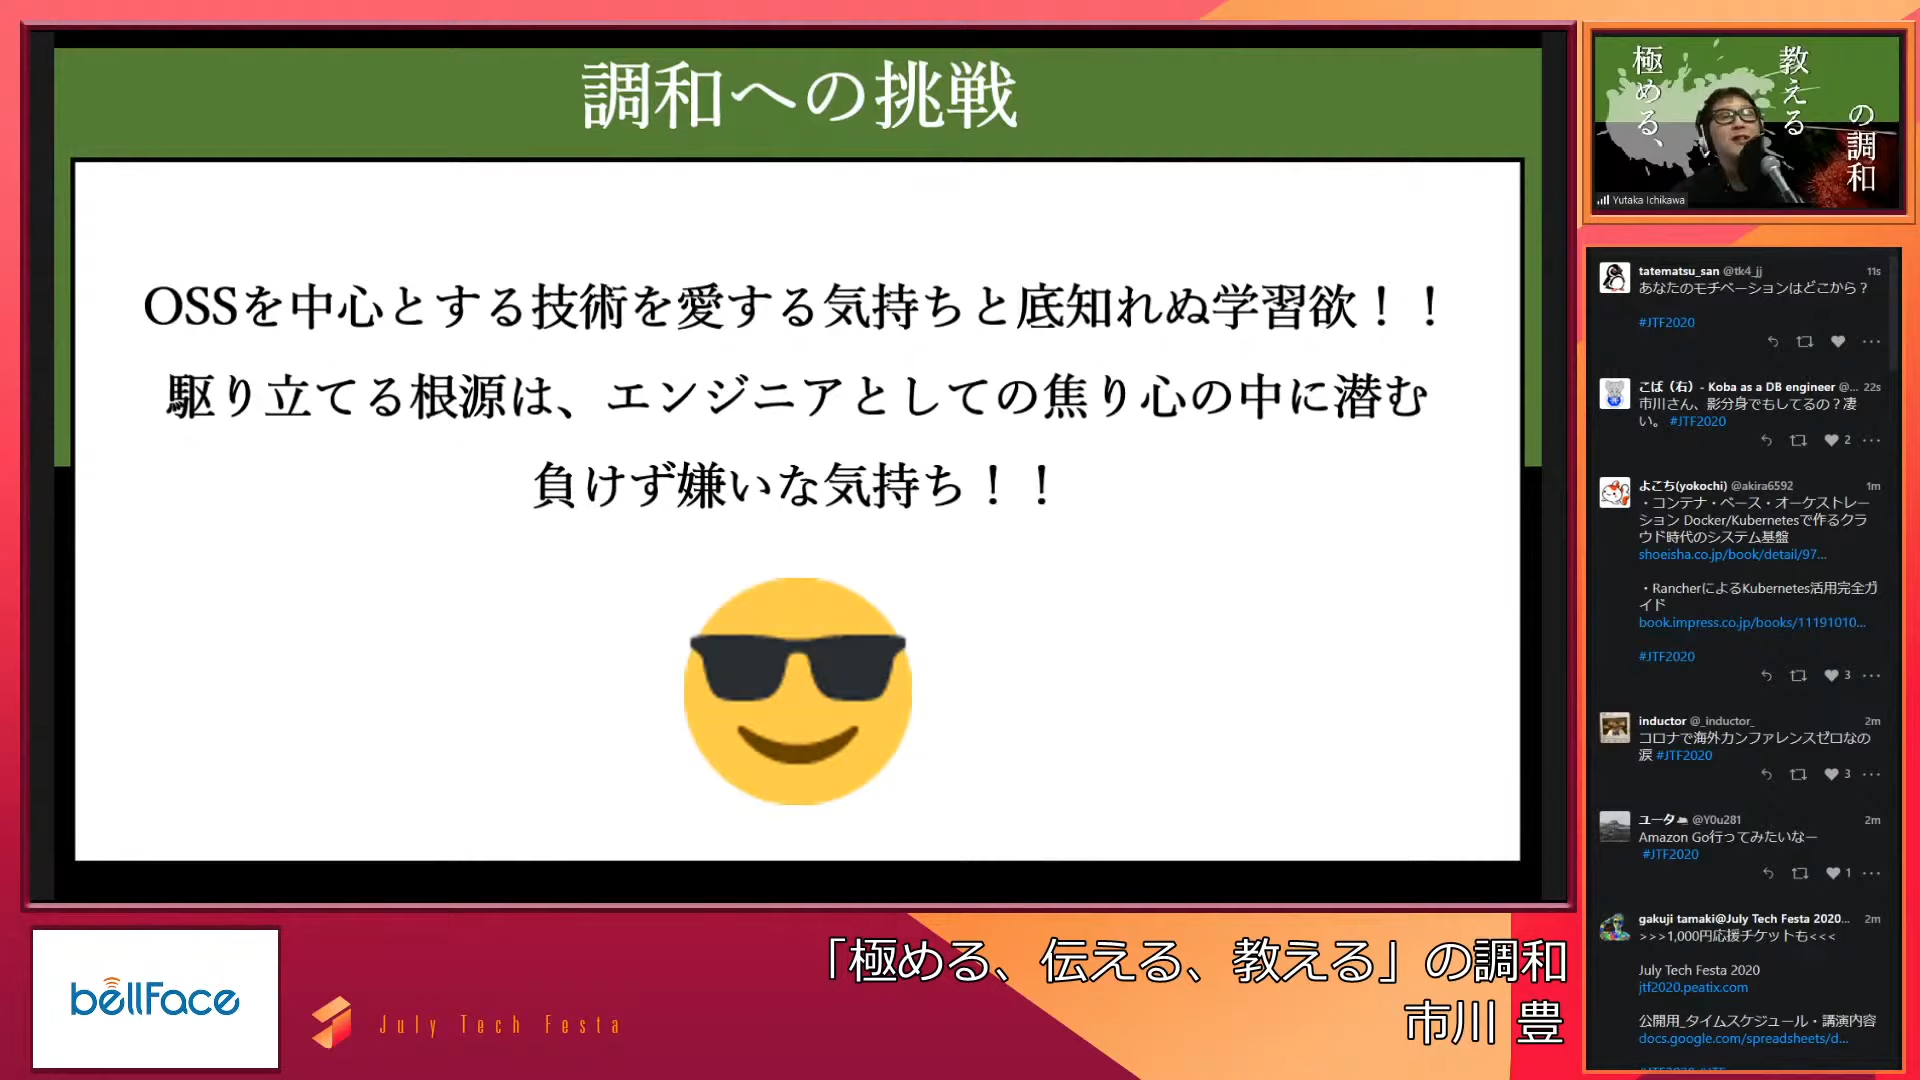 調和への挑戦
OSSを中心とする技術を愛する気持ちと底知れぬ学習欲！！
駆り立てる根源は、エンジニアとしての焦り心の中に潜む
負けず嫌いな気持ち！！
極める、
教える
の調和
Yutaka Ichikawa
tatematsu_san @tk4_jj 11s
あなたのモチベーションはどこから？
#JTF2020
こば（右）- Koba as a DB engineer @... 22s
市川さん、影分身でもしてるの？凄
い。 #JTF2020
2
よこち(yokochi) @akira6592 1m
・コンテナ・ベース・オーケストレー
ション Docker/Kubernetesで作るクラ
ウド時代のシステム基盤
shoeisha.co.jp/book/detail/97...
・RancherによるKubernetes活用完全ガ
イド
book.impress.co.jp/books/11191010...
#JTF2020
3
inductor @_inductor_ 2m
コロナで海外カンファレンスゼロなの
涙 #JTF2020
3
ユータ @Y0u281 2m
Amazon Go行ってみたいなー
#JTF2020
1
gakuji tamaki@July Tech Festa 2020... 2m
>>>1,000円応援チケットも<<<
July Tech Festa 2020
jtf2020.peatix.com
公開用_タイムスケジュール・講演内容
docs.google.com/spreadsheets/d...
bellFace
July Tech Festa
「極める、伝える、教える」の調和
市川 豊